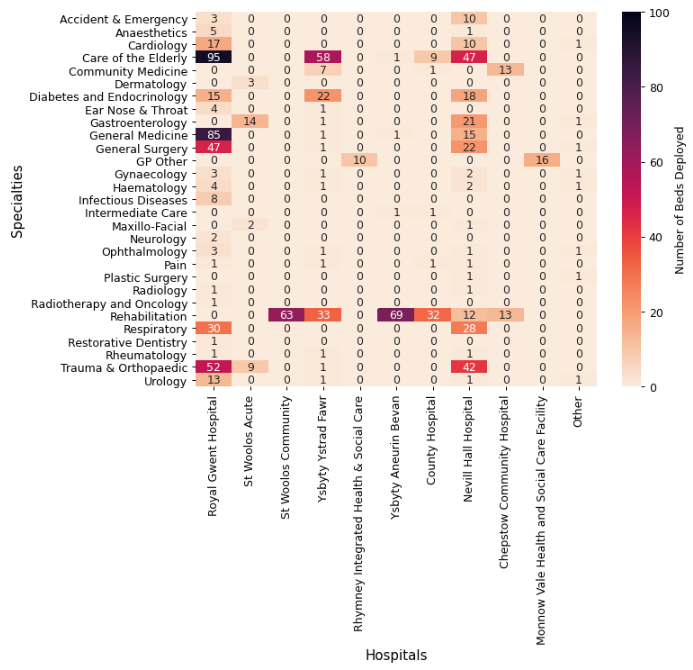 Specialties
Accident & Emergency 3 0 0 0 0 0 0 10 0 0 0
Anaesthetics 5 0 0 0 0 0 0 1 0 0 0
Cardiology 17 0 0 0 0 0 0 10 0 0 1
Care of the Elderly 95 0 0 58 0 1 9 47 0 0 0
Community Medicine 0 0 0 7 0 0 1 0 13 0 0
Dermatology 0 3 0 0 0 0 0 0 0 0 0
Diabetes and Endocrinology 15 0 0 22 0 0 0 18 0 0 0
Ear Nose & Throat 4 0 0 1 0 0 0 0 0 0 0
Gastroenterology 0 14 0 1 0 0 0 21 0 0 1
General Medicine 85 0 0 1 0 1 0 15 0 0 0
General Surgery 47 0 0 1 0 0 0 22 0 0 1
GP Other 0 0 0 0 10 0 0 0 0 16 0
Gynaecology 3 0 0 1 0 0 0 2 0 0 1
Haematology 4 0 0 1 0 0 0 2 0 0 1
Infectious Diseases 8 0 0 0 0 0 0 0 0 0 0
Intermediate Care 0 0 0 0 0 1 1 0 0 0 0
Maxillo-Facial 0 2 0 0 0 0 0 1 0 0 0
Neurology 2 0 0 0 0 0 0 0 0 0 0
Ophthalmology 3 0 0 1 0 0 0 1 0 0 1
Pain 1 0 0 1 0 0 1 1 0 0 0
Plastic Surgery 0 0 0 0 0 0 0 1 0 0 1
Radiology 1 0 0 0 0 0 0 1 0 0 0
Radiotherapy and Oncology 1 0 0 0 0 0 0 0 0 0 0
Rehabilitation 0 0 63 33 0 69 32 12 13 0 0
Respiratory 30 0 0 0 0 0 0 28 0 0 0
Restorative Dentistry 1 0 0 0 0 0 0 0 0 0 0
Rheumatology 1 0 0 1 0 0 0 1 0 0 0
Trauma & Orthopaedic 52 9 0 1 0 0 0 42 0 0 0
Urology 13 0 0 1 0 0 0 1 0 0 1
Royal Gwent Hospital
St Woolos Acute
St Woolos Community
Ysbyty Ystrad Fawr
Rhymney Integrated Health & Social Care
Ysbyty Aneurin Bevan
County Hospital
Nevill Hall Hospital
Chepstow Community Hospital
Monnow Vale Health and Social Care Facility
Other
Hospitals
100
80
60
40
20
0
Number of Beds Deployed